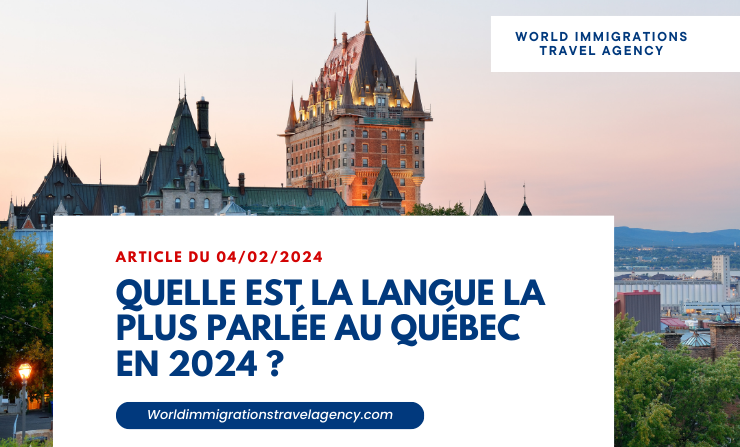 WORLD IMMIGRATIONS
TRAVEL AGENCY
ARTICLE DU 04/02/2024
QUELLE EST LA LANGUE LA
PLUS PARLÉE AU QUÉBEC
EN 2024 ?
Worldimmigrationstravelagency.com